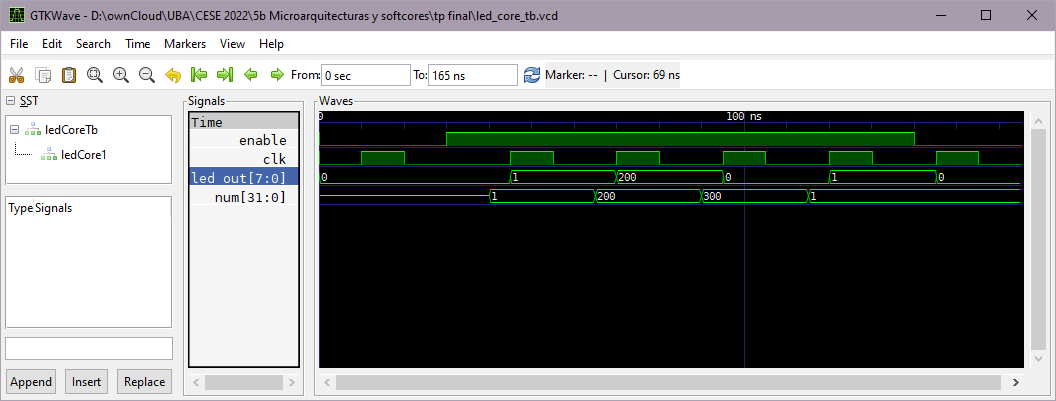 GTKWave - D:\ownCloud\UBA\CESE 2022\5b Microarquitecturas y softcores\tp final\led_core_tb.vcd
File Edit Search Time Markers View Help
From: 0 sec To: 165 ns Marker: -- | Cursor: 69 ns
SST
ledCoreTb
ledCore1
Type Signals
Append Insert Replace
Signals
Time
enable
clk
led_out[7:0]
num[31:0]
Waves
0 100 ns
0 1 200 0 1 0
1 200 300 1